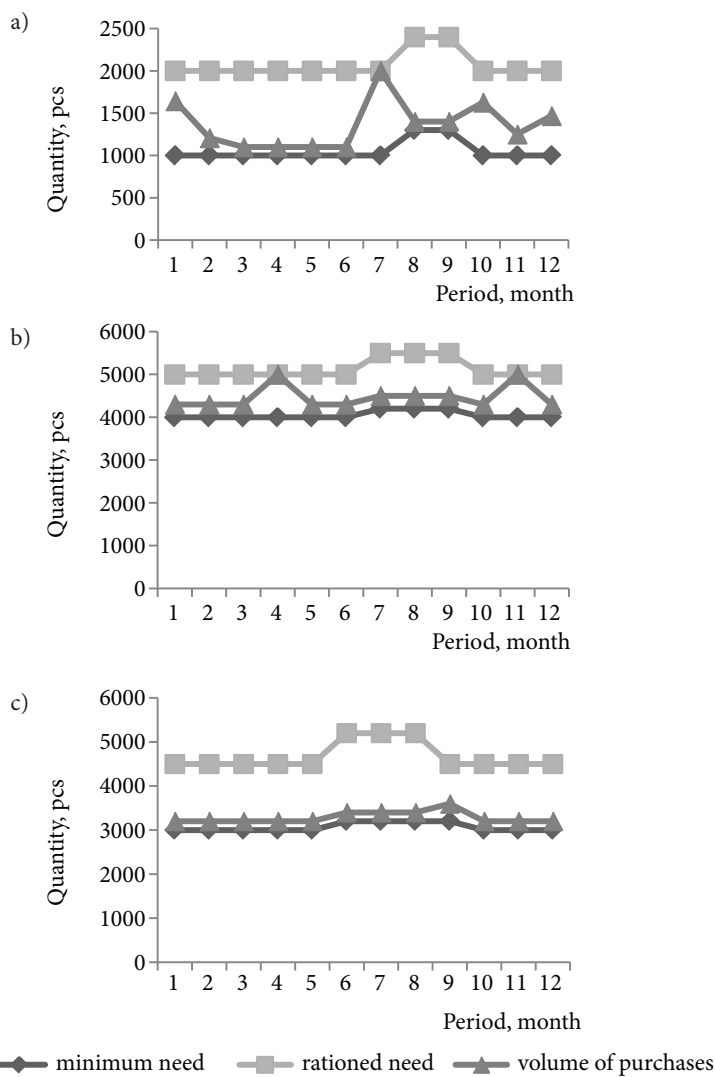 a)
Quantity, pcs
2500
2000
1500
1000
500
0
1 2 3 4 5 6 7 8 9 10 11 12
Period, month
b)
Quantity, pcs
6000
5000
4000
3000
2000
1000
0
1 2 3 4 5 6 7 8 9 10 11 12
Period, month
c)
Quantity, pcs
6000
5000
4000
3000
2000
1000
0
1 2 3 4 5 6 7 8 9 10 11 12
Period, month
minimum need rationed need volume of purchases